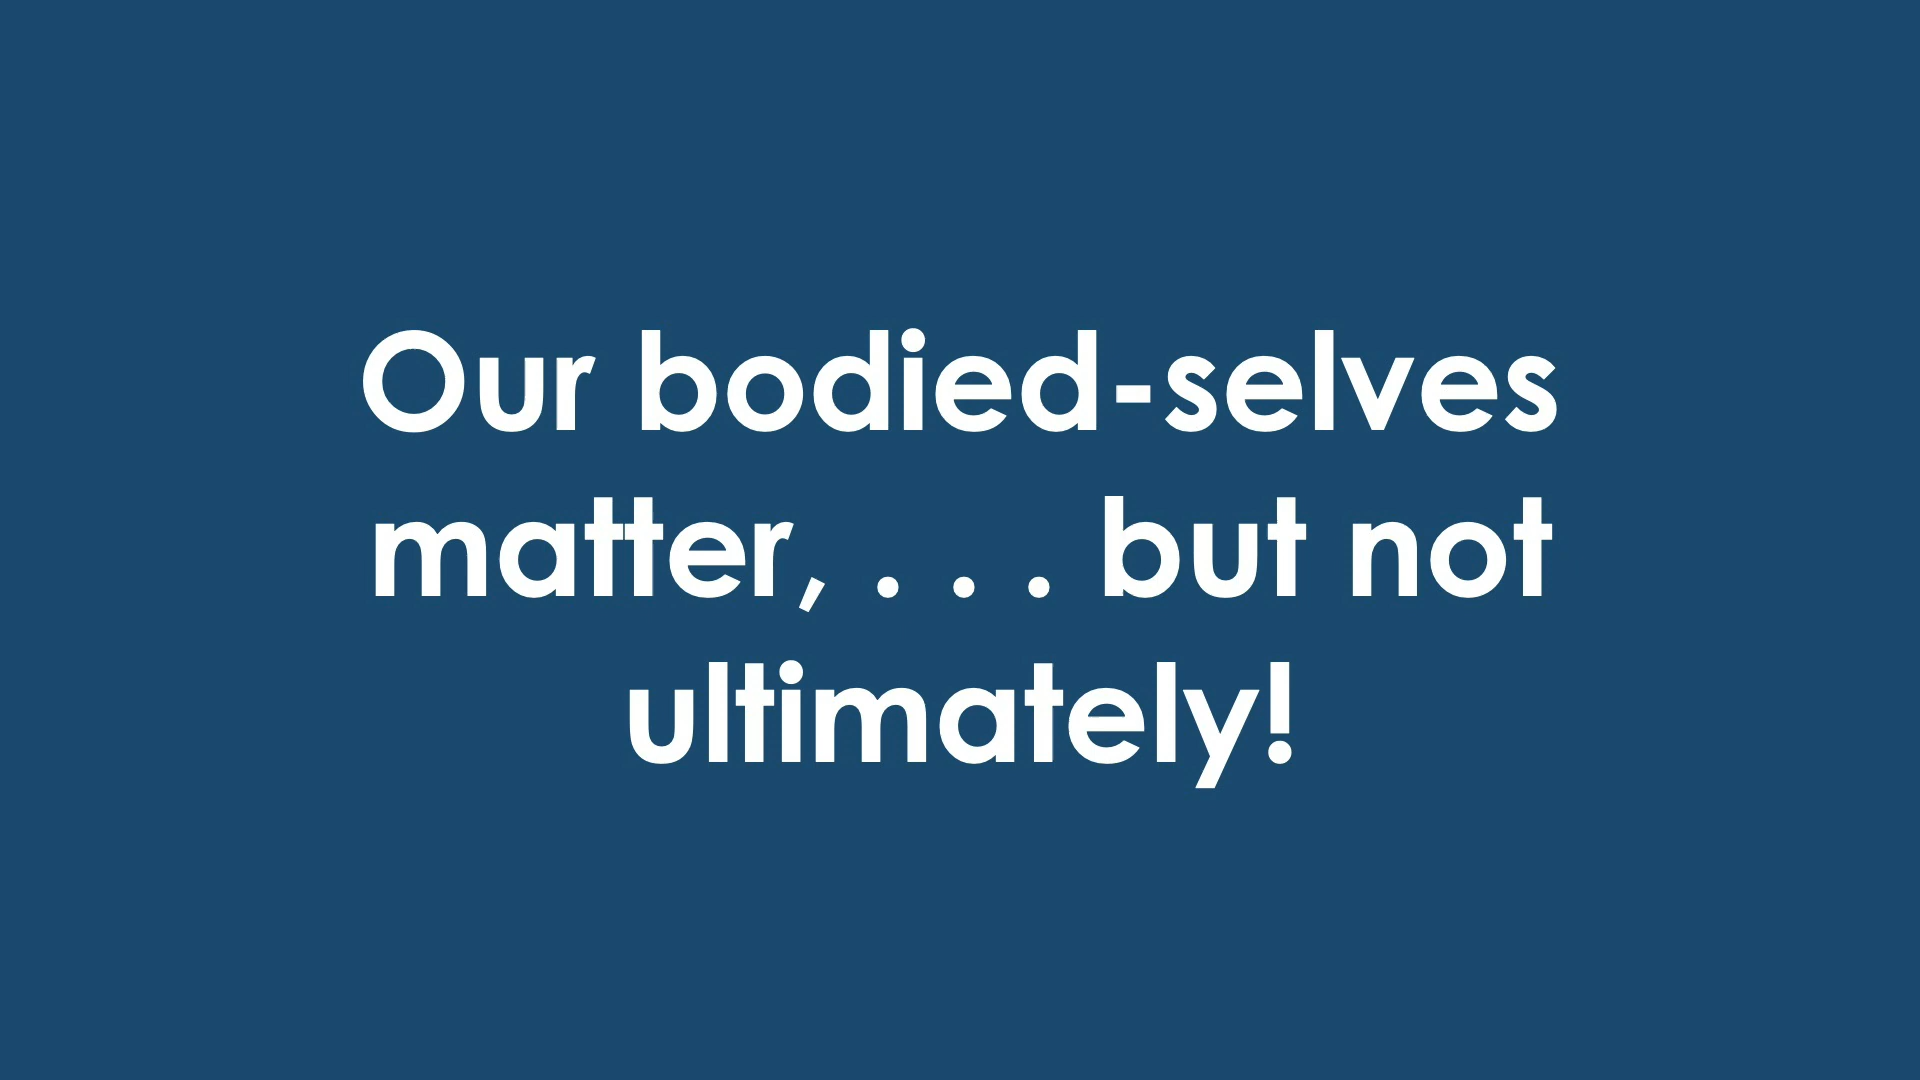 Our bodied-selves
matter, . . . but not
ultimately!